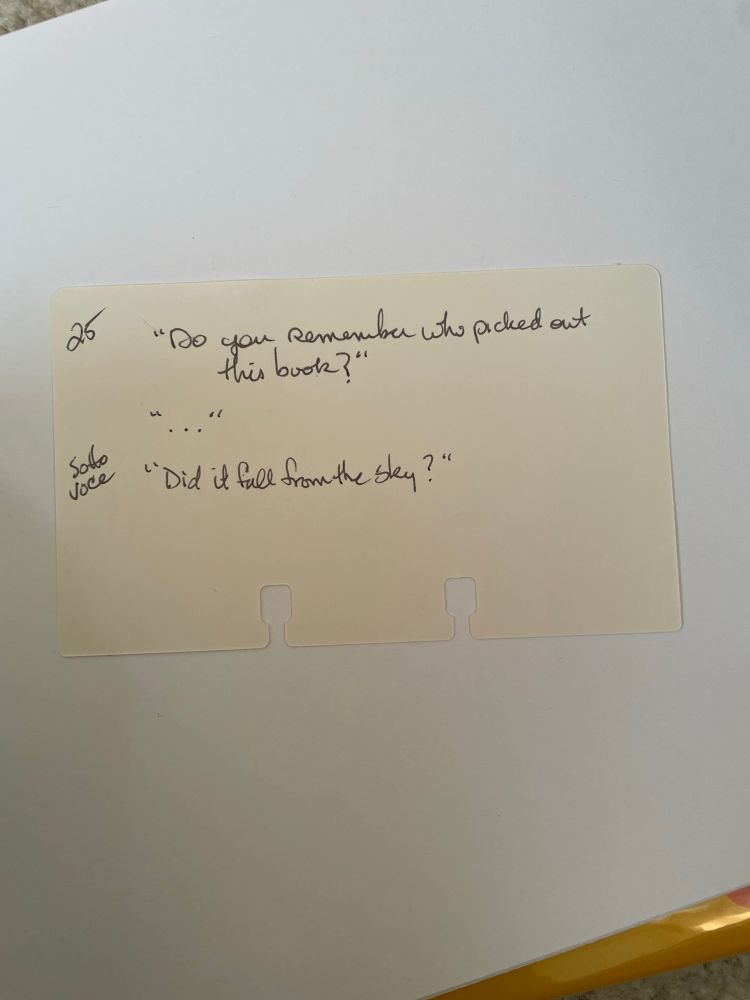 25 "Do you remember who picked out
this book?"
"..."
sotto
voce "Did it fall from the sky?"